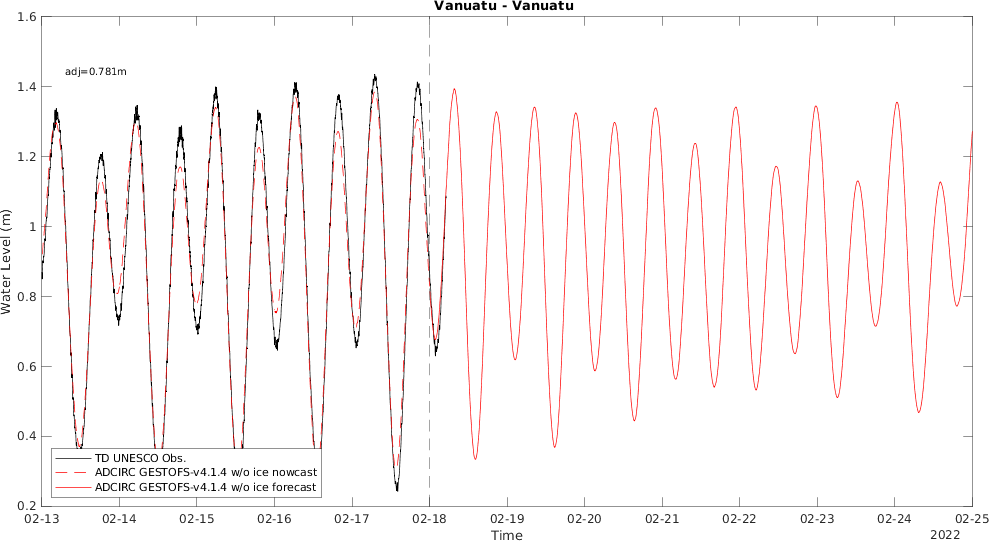 Vanuatu - Vanuatu
1.6
adj=0.781m
1.4
1.2
1
0.8
0.6
0.4
0.2
Water Level (m)
TD UNESCO Obs.
ADCIRC GESTOFS-v4.1.4 w/o ice nowcast
ADCIRC GESTOFS-v4.1.4 w/o ice forecast
02-13 02-14 02-15 02-16 02-17 02-18 02-19 02-20 02-21 02-22 02-23 02-24 02-25
Time
2022